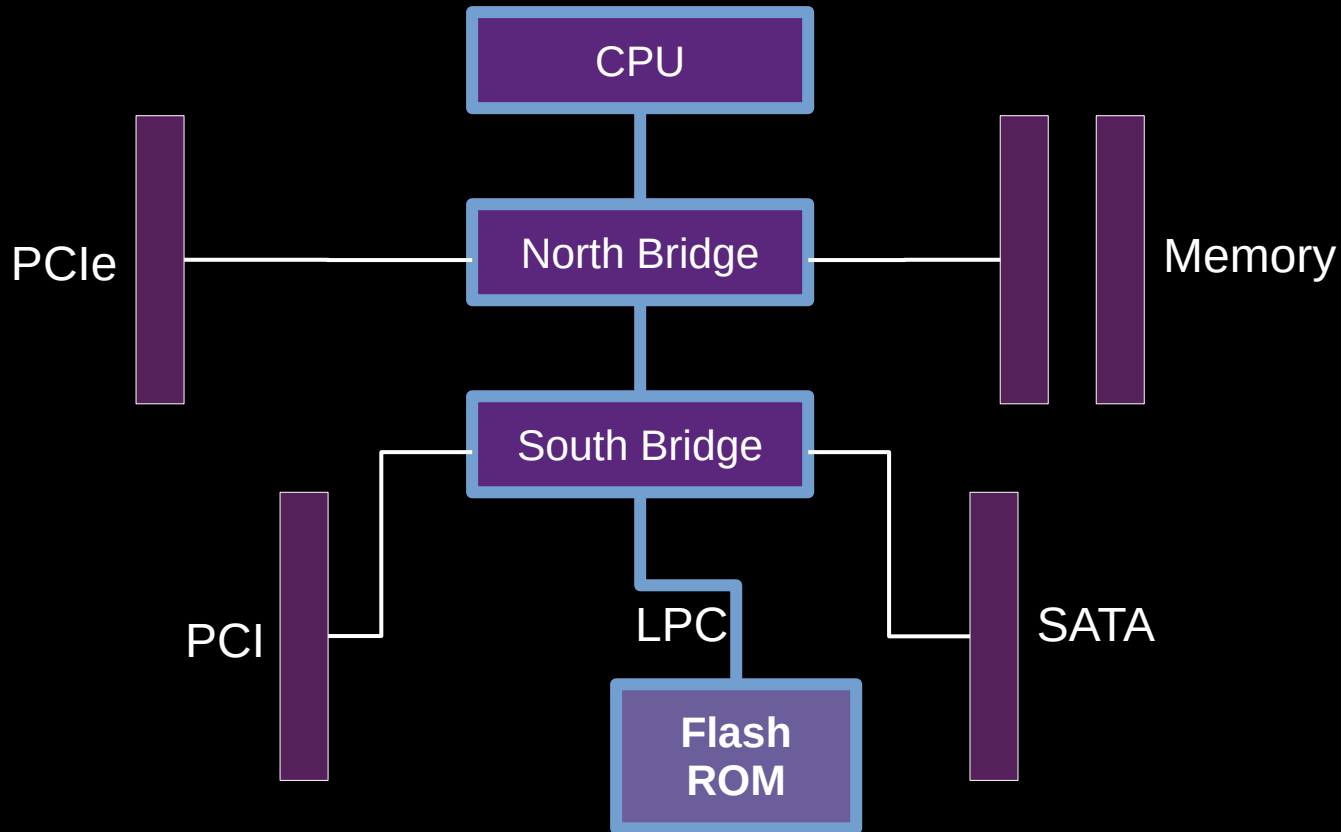 CPU
PCIe
North Bridge
Memory
South Bridge
PCI
LPC
SATA
Flash
ROM